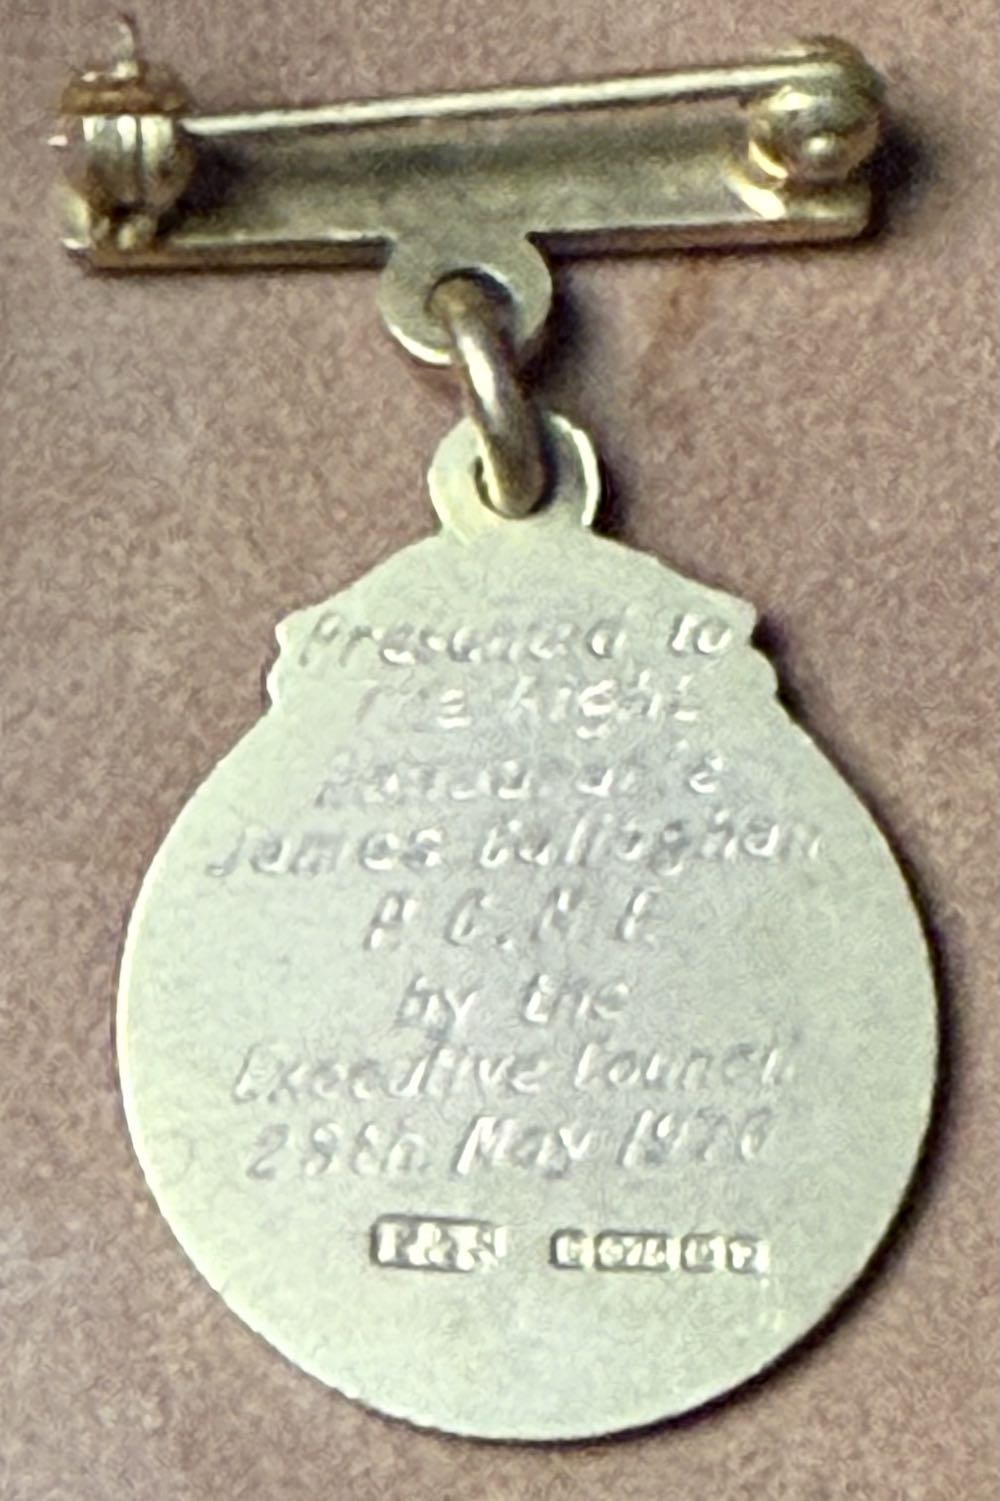 Presented to
The Right
Honourable
James Callaghan
P.C. M.P.
by the
Executive Council
28th May 1976